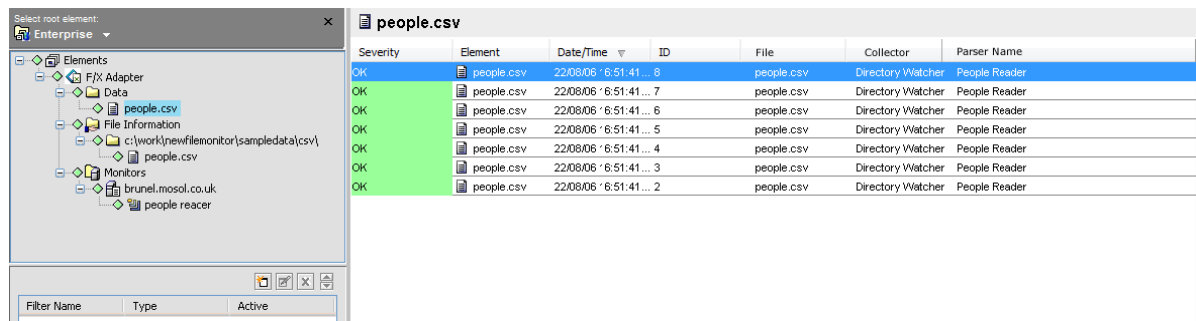 Select root element:
Enterprise
Elements
F/X Adapter
Data
people.csv
File Information
c:\work\newfilemonitor\sampledata\csv\
people.csv
Monitors
brunel.mosol.co.uk
people reacer
Filter Name Type Active
people.csv
Severity Element Date/Time ID File Collector Parser Name
OK people.csv 22/08/06 16:51:41... 8 people.csv Directory Watcher People Reader
OK people.csv 22/08/06 16:51:41... 7 people.csv Directory Watcher People Reader
OK people.csv 22/08/06 16:51:41... 6 people.csv Directory Watcher People Reader
OK people.csv 22/08/06 16:51:41... 5 people.csv Directory Watcher People Reader
OK people.csv 22/08/06 16:51:41... 4 people.csv Directory Watcher People Reader
OK people.csv 22/08/06 16:51:41... 3 people.csv Directory Watcher People Reader
OK people.csv 22/08/06 16:51:41... 2 people.csv Directory Watcher People Reader